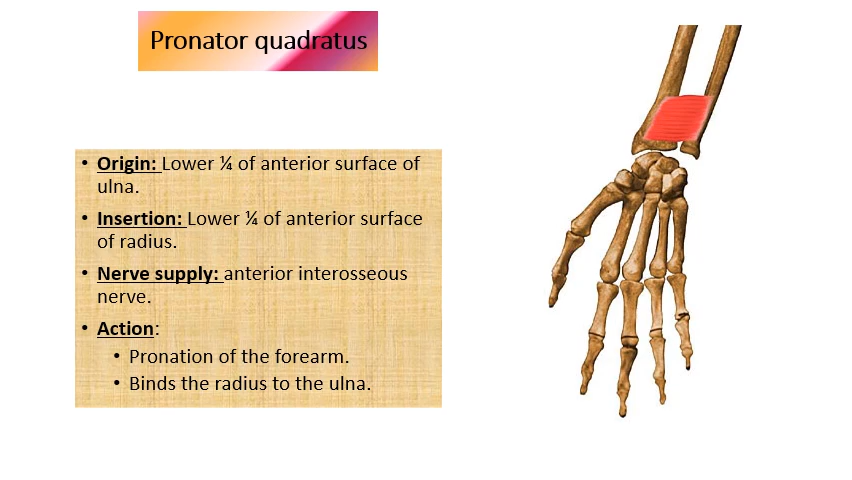 Pronator quadratus
• Origin: Lower ¼ of anterior surface of
ulna.
• Insertion: Lower ¼ of anterior surface
of radius.
• Nerve supply: anterior interosseous
nerve.
• Action:
• Pronation of the forearm.
• Binds the radius to the ulna.